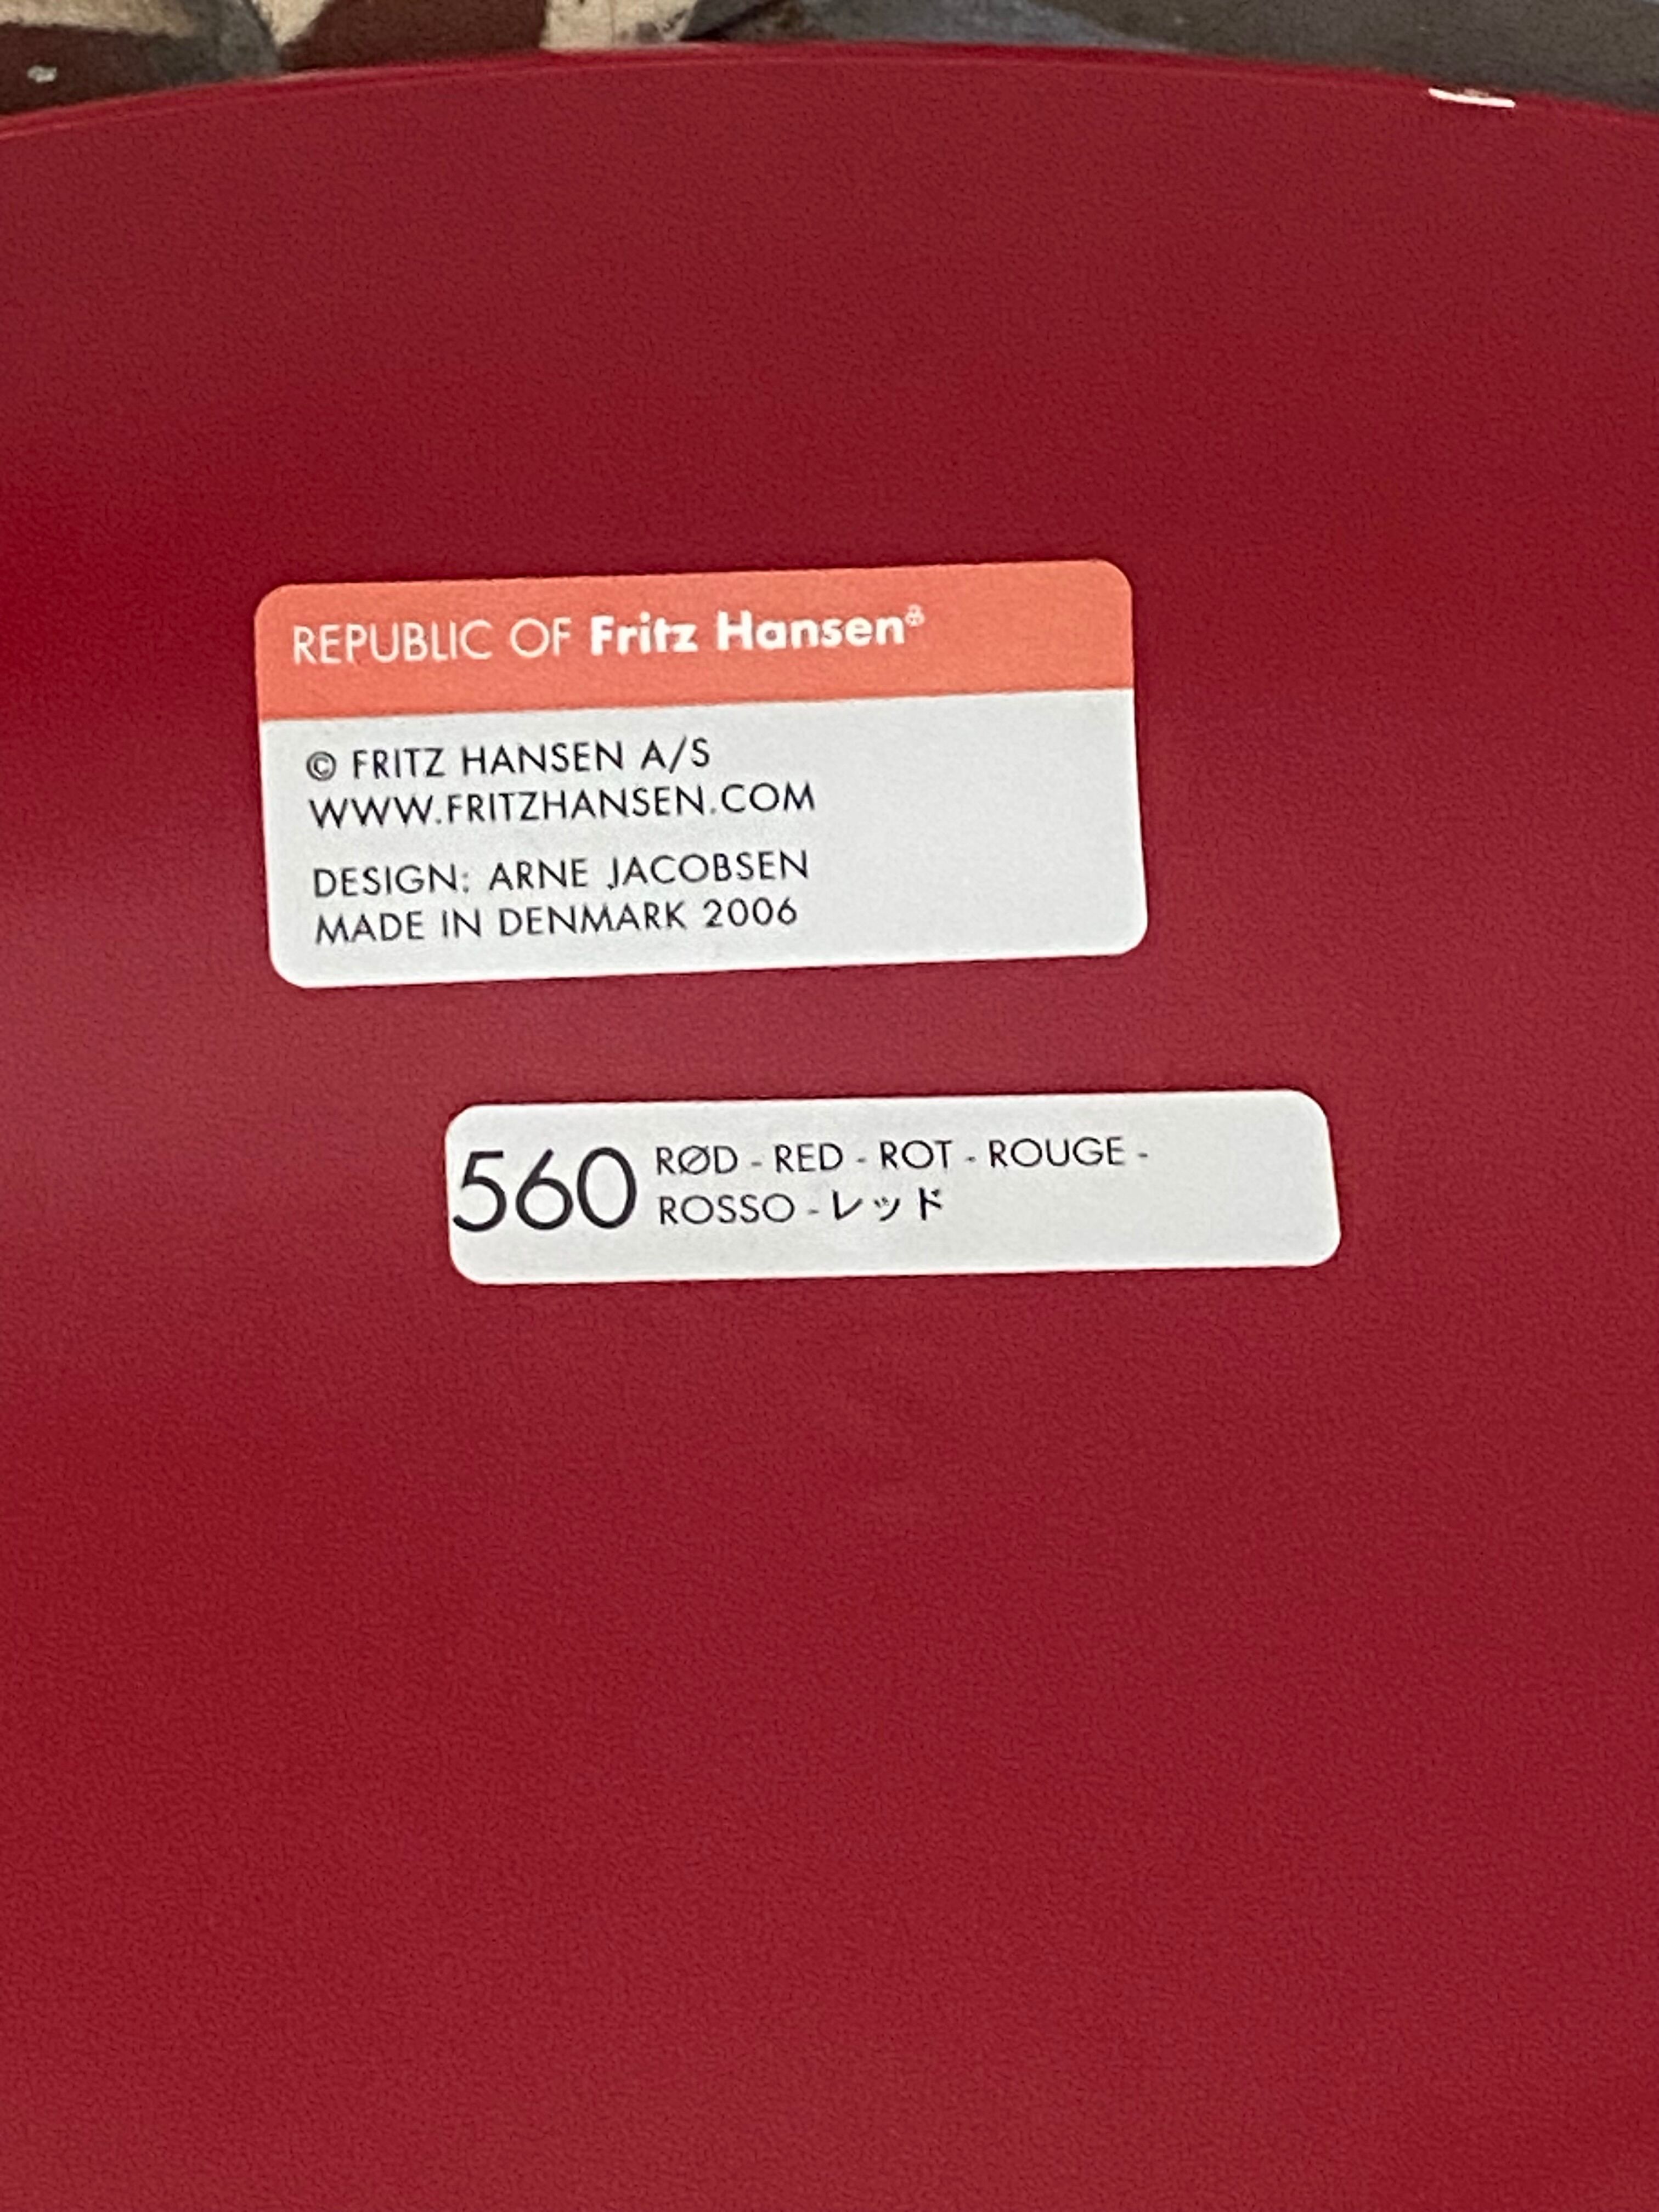 REPUBLIC OF Fritz Hansen®
© FRITZ HANSEN A/S
WWW.FRITZHANSEN.COM
DESIGN: ARNE JACOBSEN
MADE IN DENMARK 2006
560 RØD - RED - ROT - ROUGE -
ROSSO - レッド